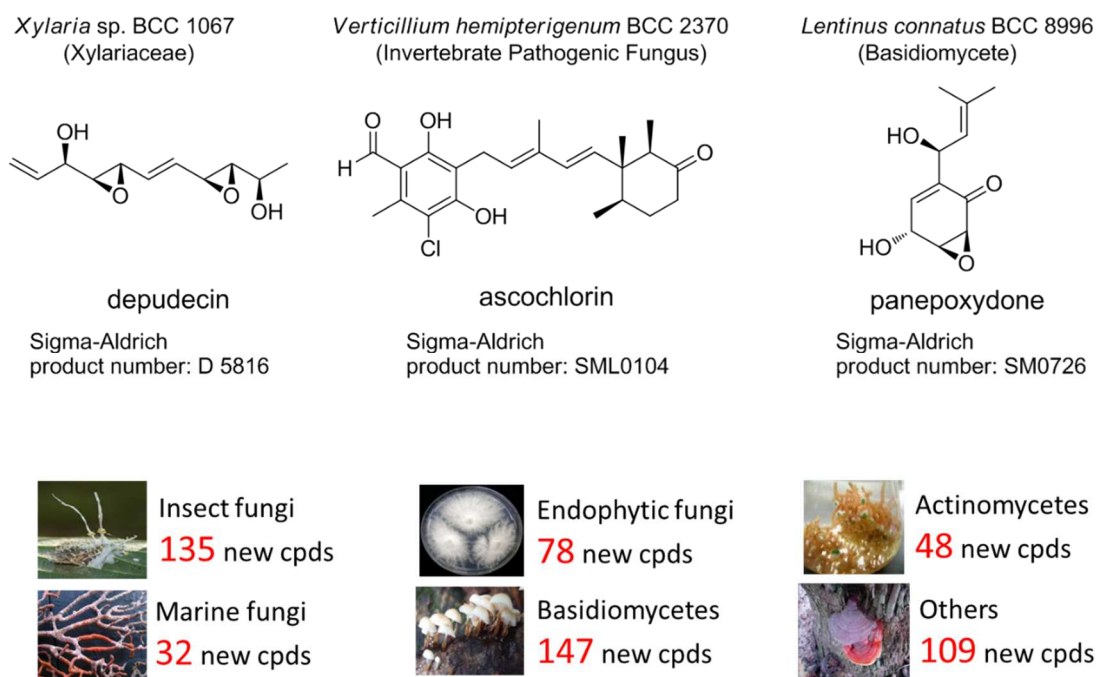 Xylaria sp. BCC 1067
(Xylariaceae)
Verticillium hemipterigenum BCC 2370
(Invertebrate Pathogenic Fungus)
Lentinus connatus BCC 8996
(Basidiomycete)
OH
O
O
OH
depudecin
Sigma-Aldrich
product number: D 5816
O
H
OH
OH
Cl
O
ascochlorin
Sigma-Aldrich
product number: SML0104
HO
O
HO
O
panepoxydone
Sigma-Aldrich
product number: SM0726
Insect fungi
135 new cpds
Endophytic fungi
78 new cpds
Actinomycetes
48 new cpds
Marine fungi
32 new cpds
Basidiomycetes
147 new cpds
Others
109 new cpds